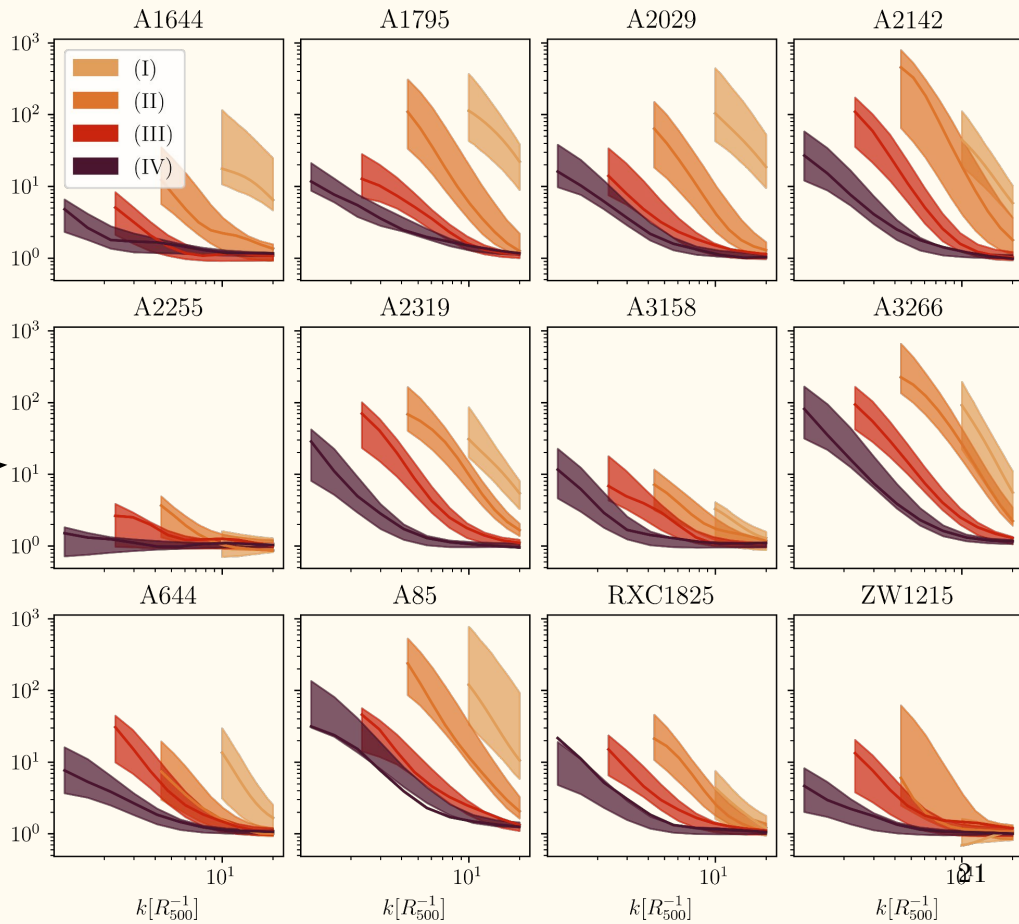 A1644 A1795 A2029 A2142
10³
10²
10¹
10⁰
(I)
(II)
(III)
(IV)
A2255 A2319 A3158 A3266
10³
10²
10¹
10⁰
A644 A85 RXC1825 ZW1215
10³
10²
10¹
10⁰
10¹ 10¹ 10¹ 10¹
21
k[R₅₀₀⁻¹] k[R₅₀₀⁻¹] k[R₅₀₀⁻¹] k[R₅₀₀⁻¹]